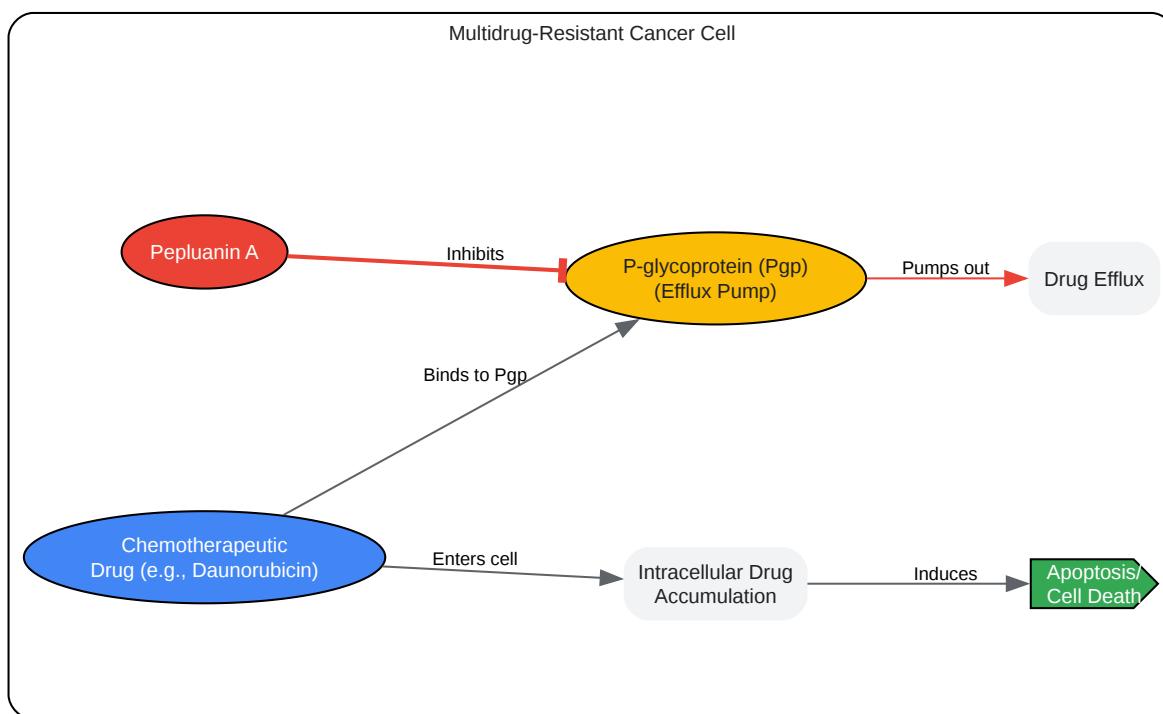 Multidrug-Resistant Cancer Cell
Pepluanin A
Inhibits
P-glycoprotein (Pgp)
(Efflux Pump)
Pumps out
Drug Efflux
Binds to Pgp
Chemotherapeutic
Drug (e.g., Daunorubicin)
Enters cell
Intracellular Drug
Accumulation
Induces
Apoptosis/
Cell Death